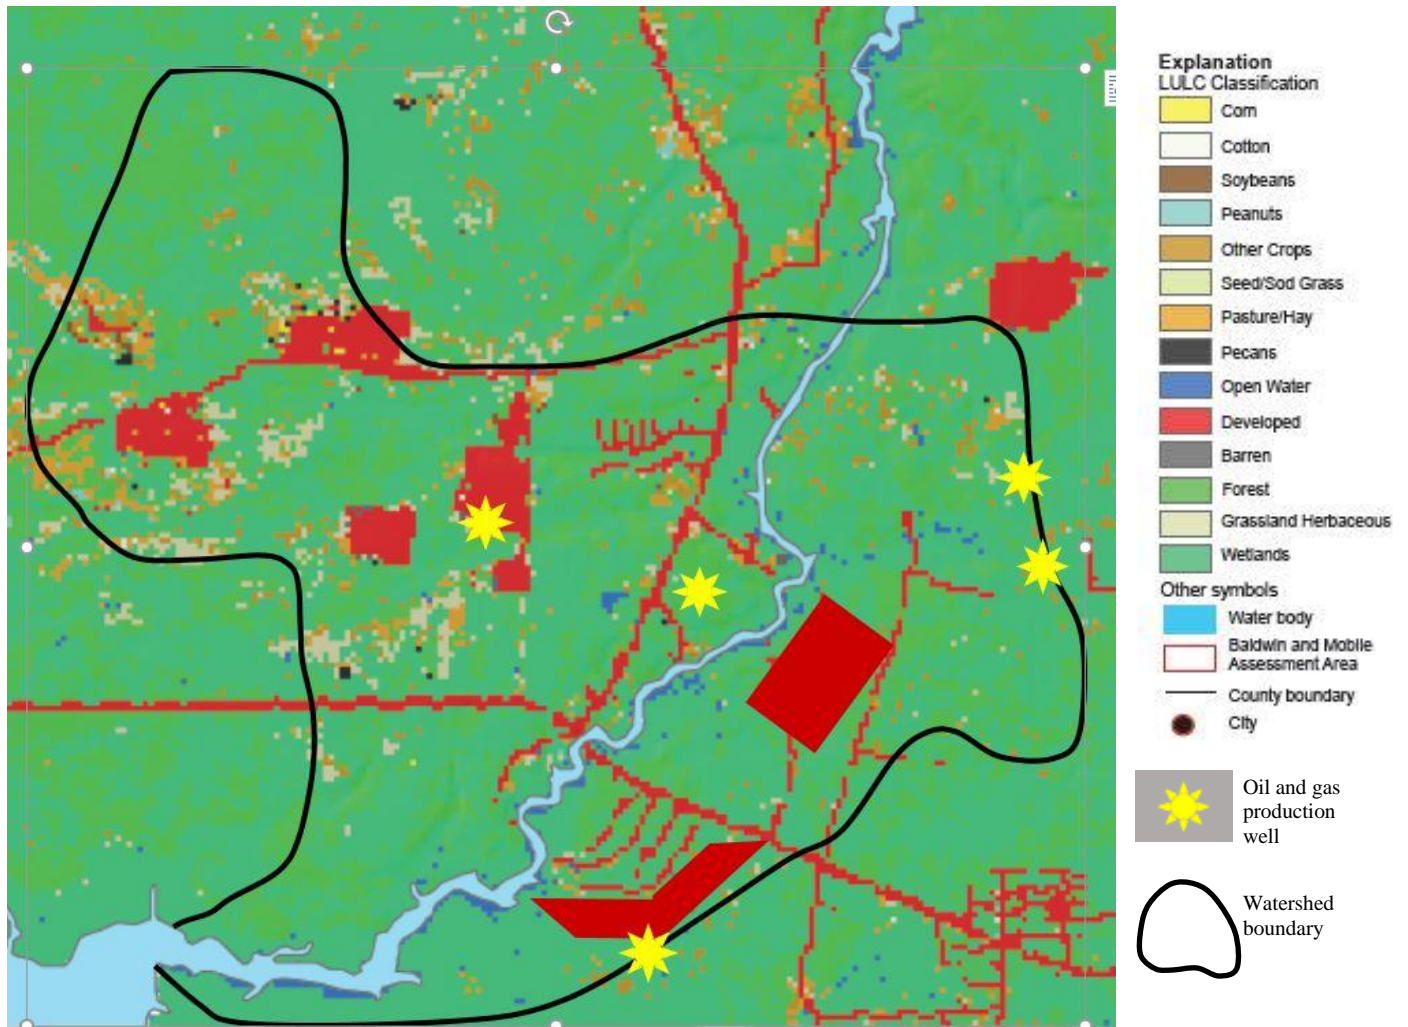 Explanation
LULC Classification
Corn
Cotton
Soybeans
Peanuts
Other Crops
Seed/Sod Grass
Pasture/Hay
Pecans
Open Water
Developed
Barren
Forest
Grassland Herbaceous
Wetlands
Other symbols
Water body
Baldwin and Mobile
Assessment Area
County boundary
City
Oil and gas
production
well
Watershed
boundary